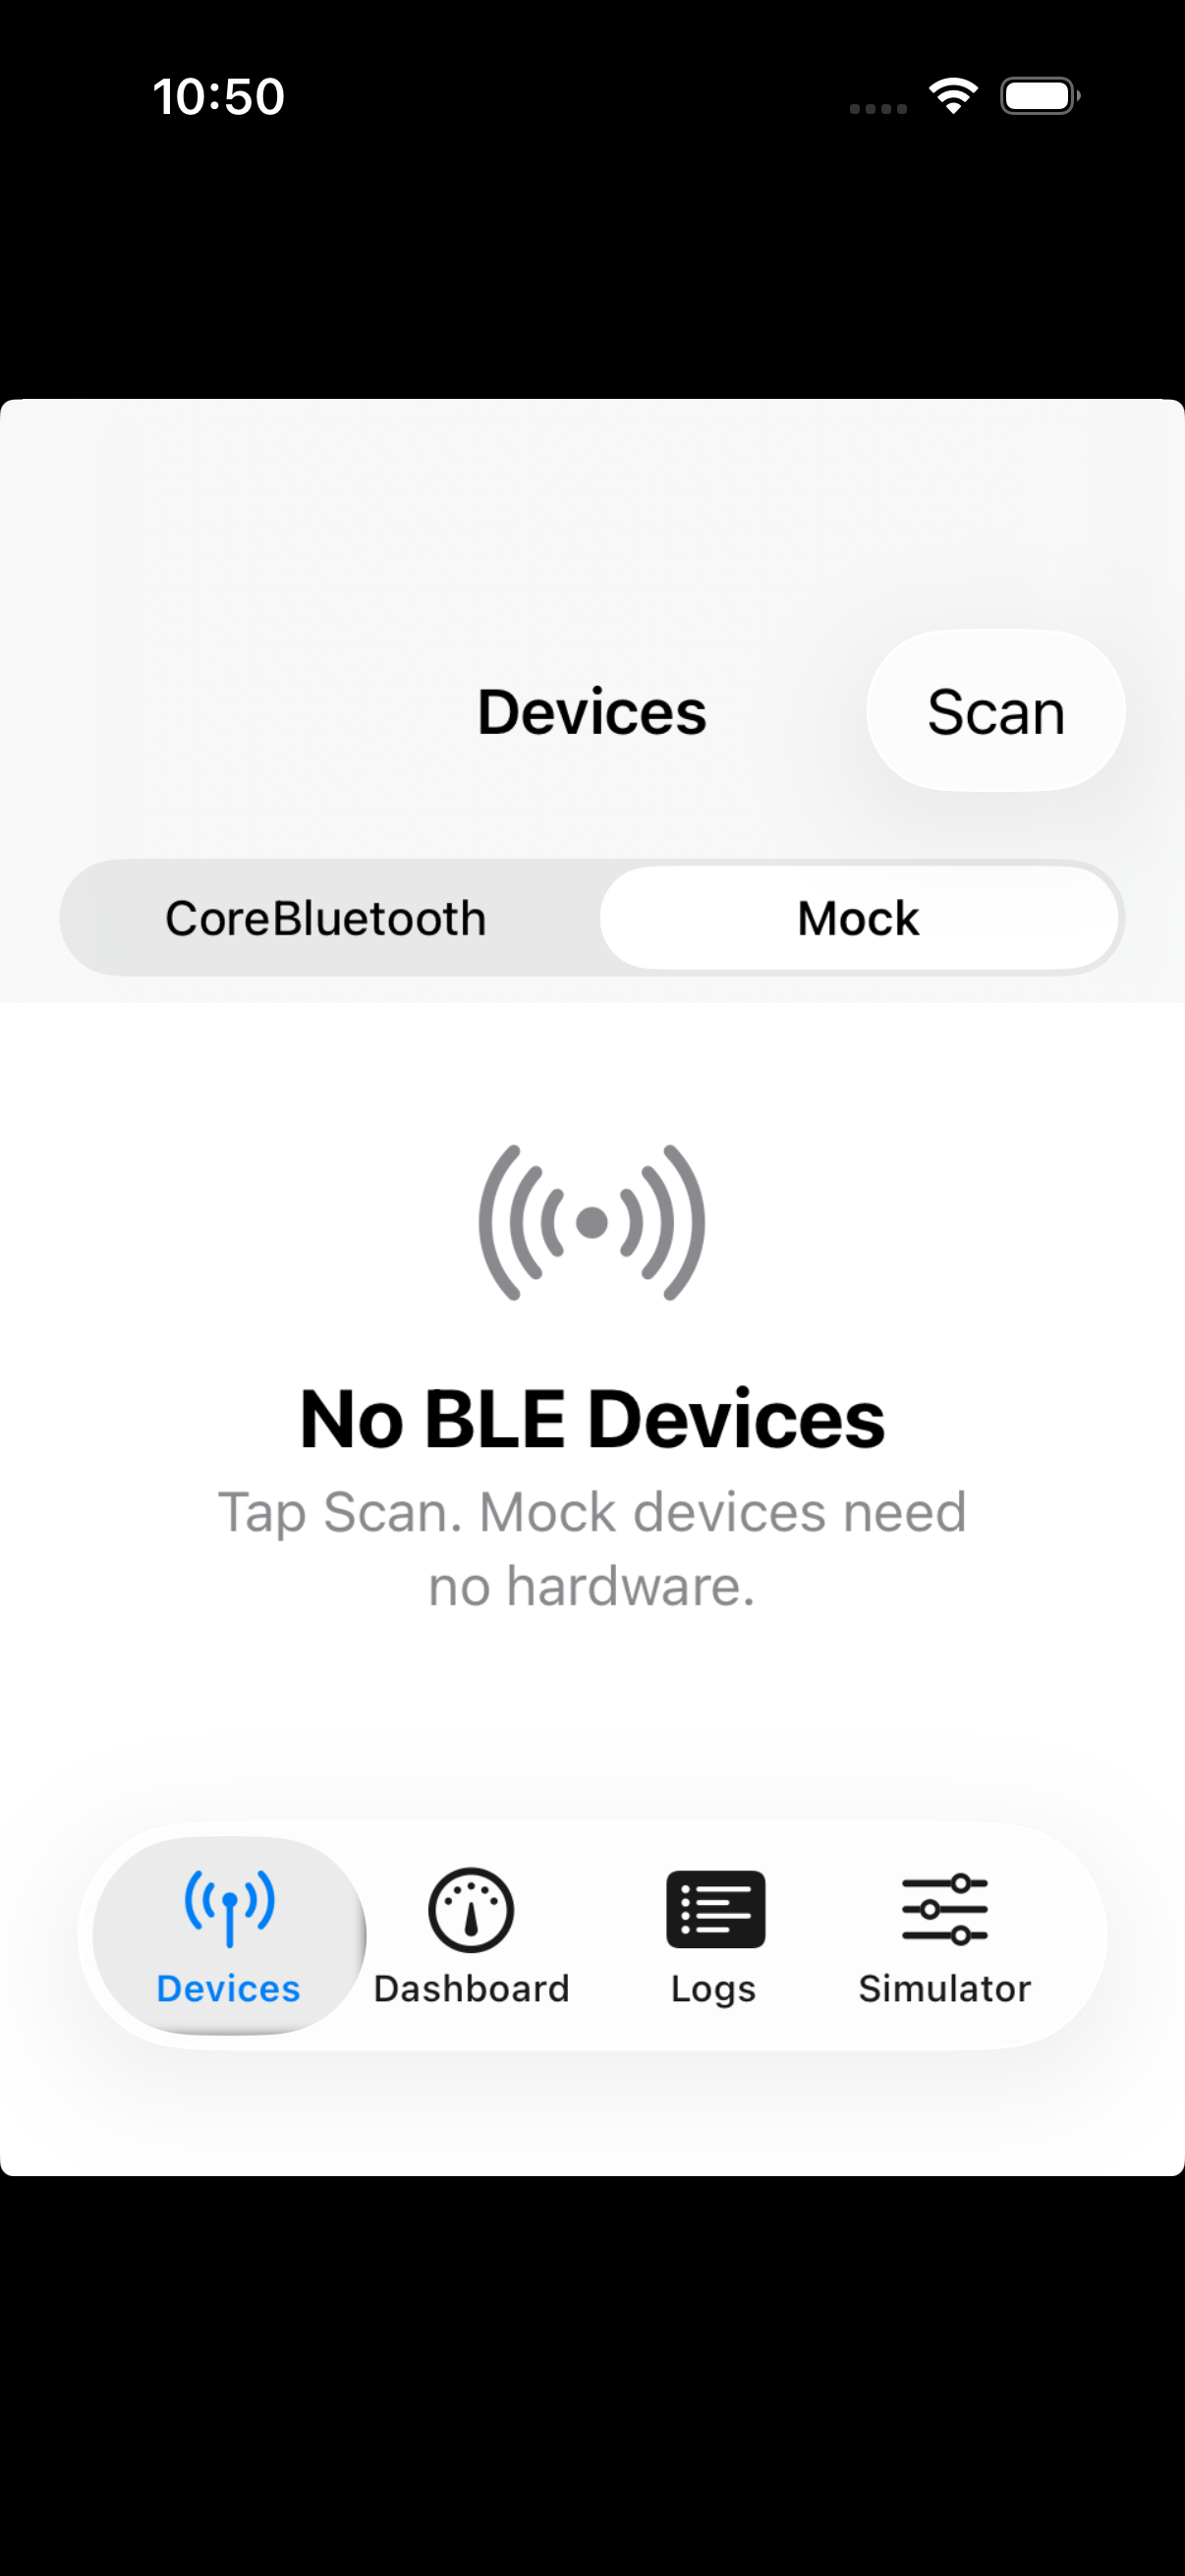 10:50
Devices
Scan
CoreBluetooth
Mock
No BLE Devices
Tap Scan. Mock devices need
no hardware.
Devices
Dashboard
Logs
Simulator